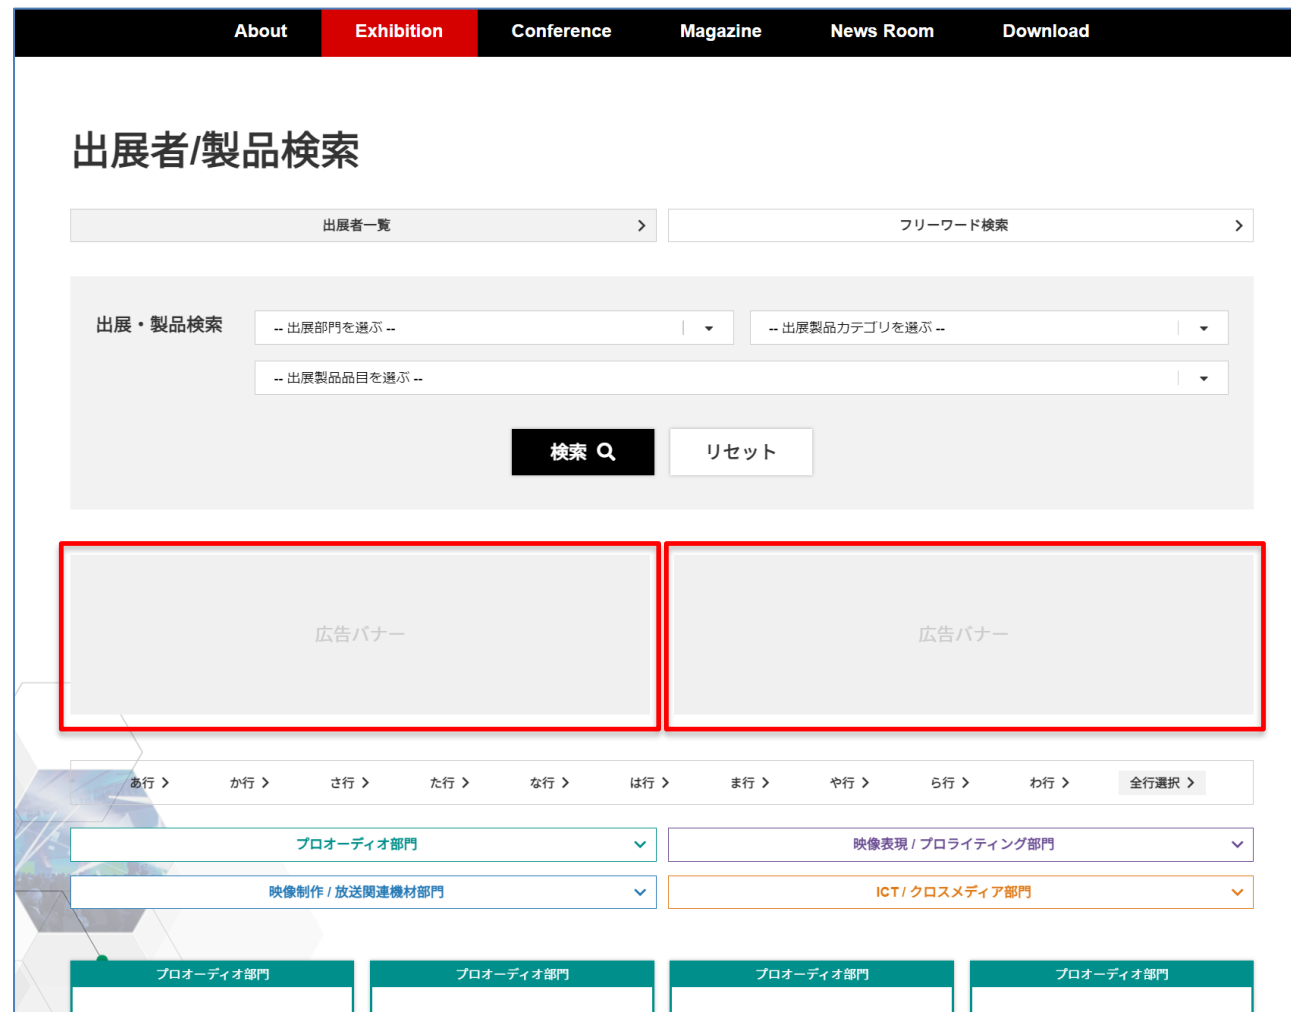 About Exhibition Conference Magazine News Room Download
出展者/製品検索
出展者一覧 フリーワード検索
出展・製品検索 -- 出展部門を選ぶ -- -- 出展製品カテゴリを選ぶ --
-- 出展製品品目を選ぶ --
検索 リセット
広告バナー 広告バナー
あ行 か行 さ行 た行 な行 は行 ま行 や行 ら行 わ行 全行選択
プロオーディオ部門 映像表現 / プロライティング部門
映像制作 / 放送関連機材部門 ICT / クロスメディア部門
プロオーディオ部門 プロオーディオ部門 プロオーディオ部門 プロオーディオ部門